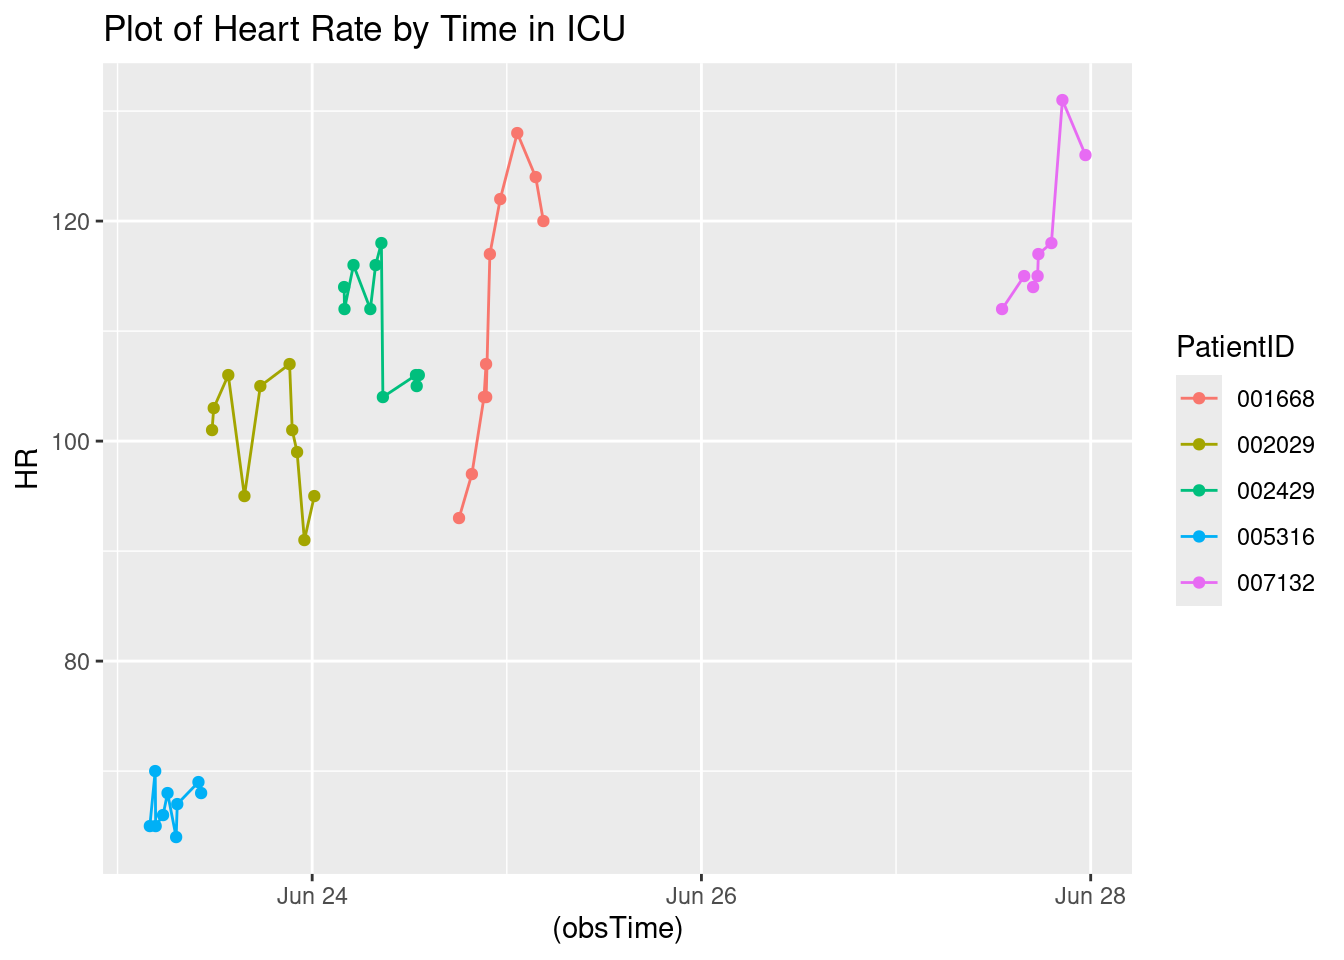 Plot of Heart Rate by Time in ICU
HR
120
100
80
Jun 24
Jun 26
Jun 28
(obsTime)
PatientID
001668
002029
002429
005316
007132